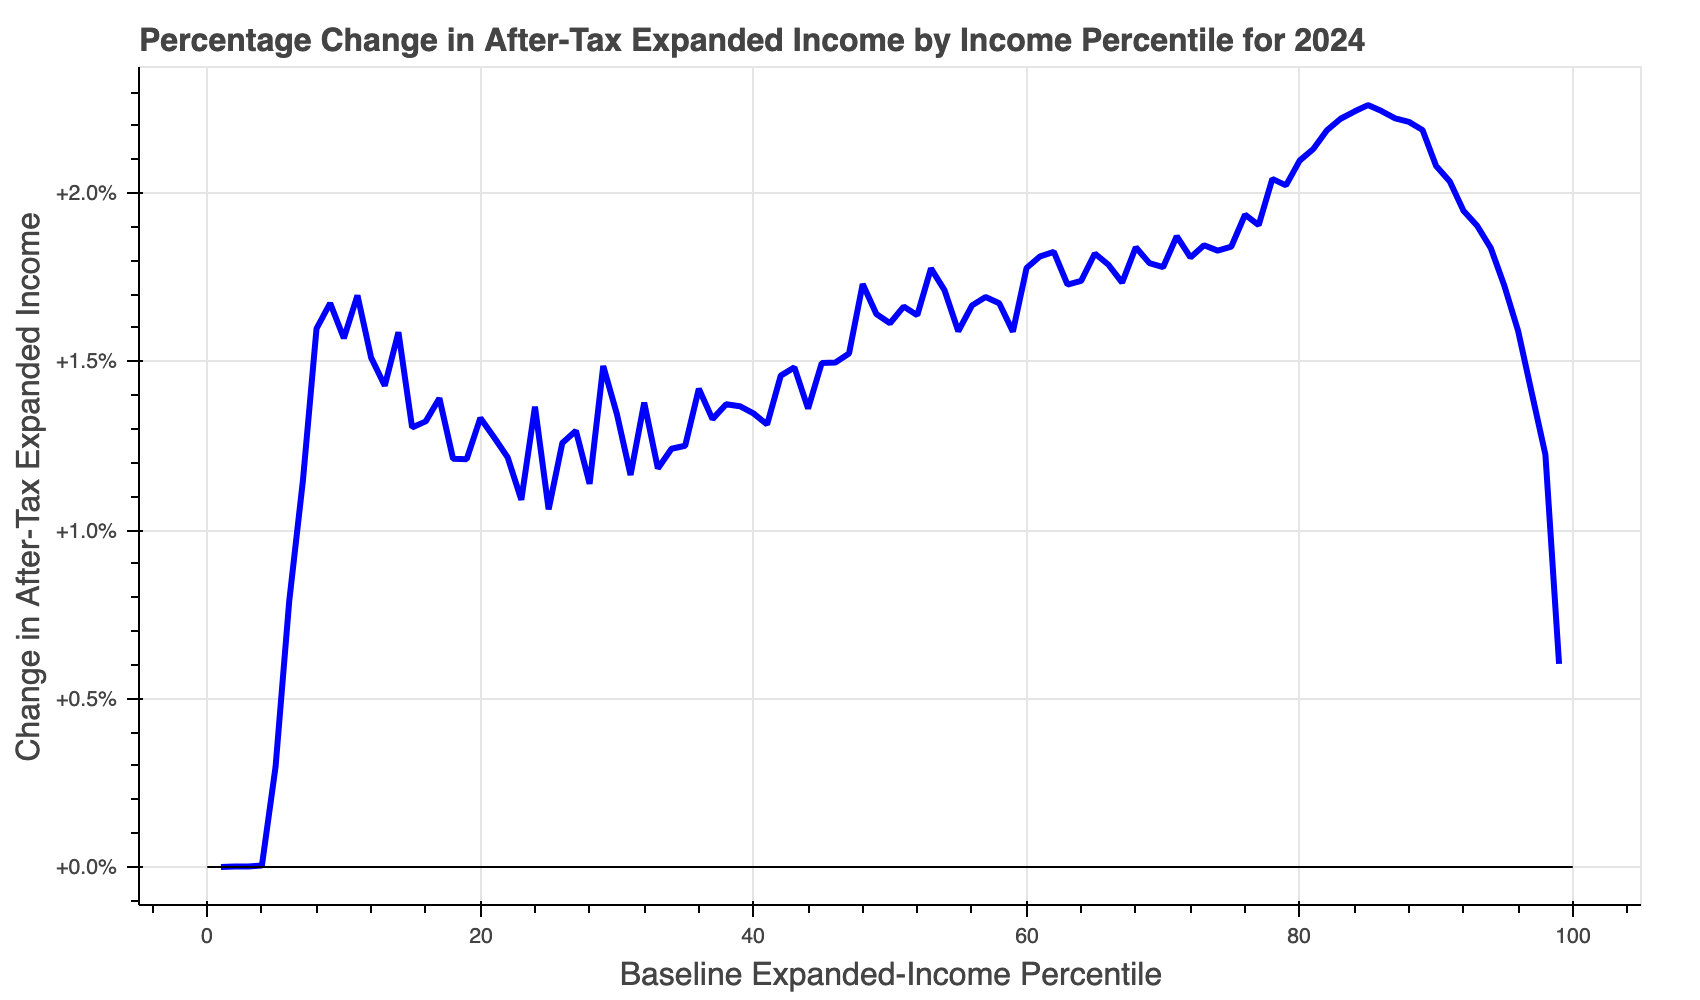 Percentage Change in After-Tax Expanded Income by Income Percentile for 2024
Change in After-Tax Expanded Income
+2.0%
+1.5%
+1.0%
+0.5%
+0.0%
0 20 40 60 80 100
Baseline Expanded-Income Percentile